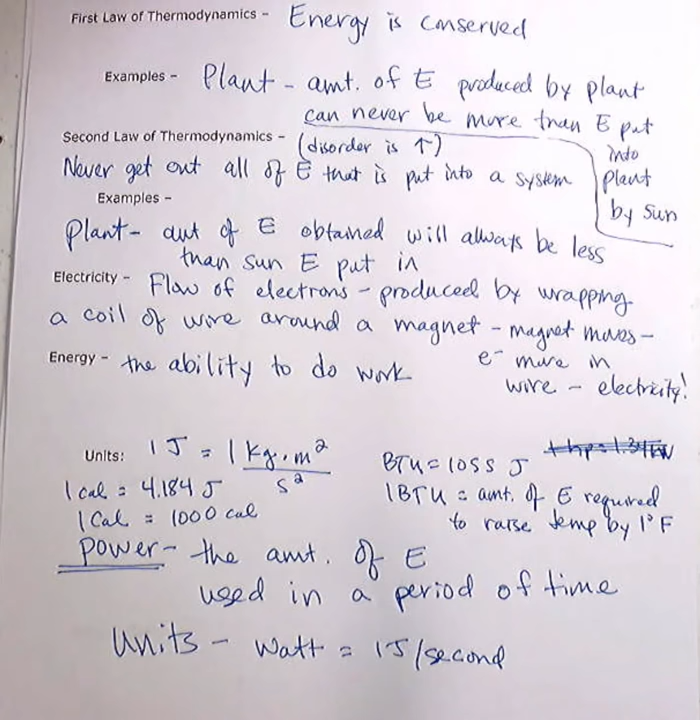 First Law of Thermodynamics - Energy is conserved
Examples - Plant - amt. of E produced by plant
can never be more than E put
into
plant
by sun
Second Law of Thermodynamics - (disorder is ↑)
Never get out all of E that is put into a system
Examples -
Plant - amt of E obtained will always be less
than sun E put in
Electricity - Flow of electrons - produced by wrapping
a coil of wire around a magnet - magnet moves -
e⁻ move in
wire - electricity!
Energy - the ability to do work
Units: 1 J = 1 kg·m²/s²
1 cal = 4.184 J
1 Cal = 1000 cal
BTU = 1055 J
1 BTU = amt. of E required
to raise temp by 1° F
Power - the amt. of E
used in a period of time
Units - Watt = 1J/second